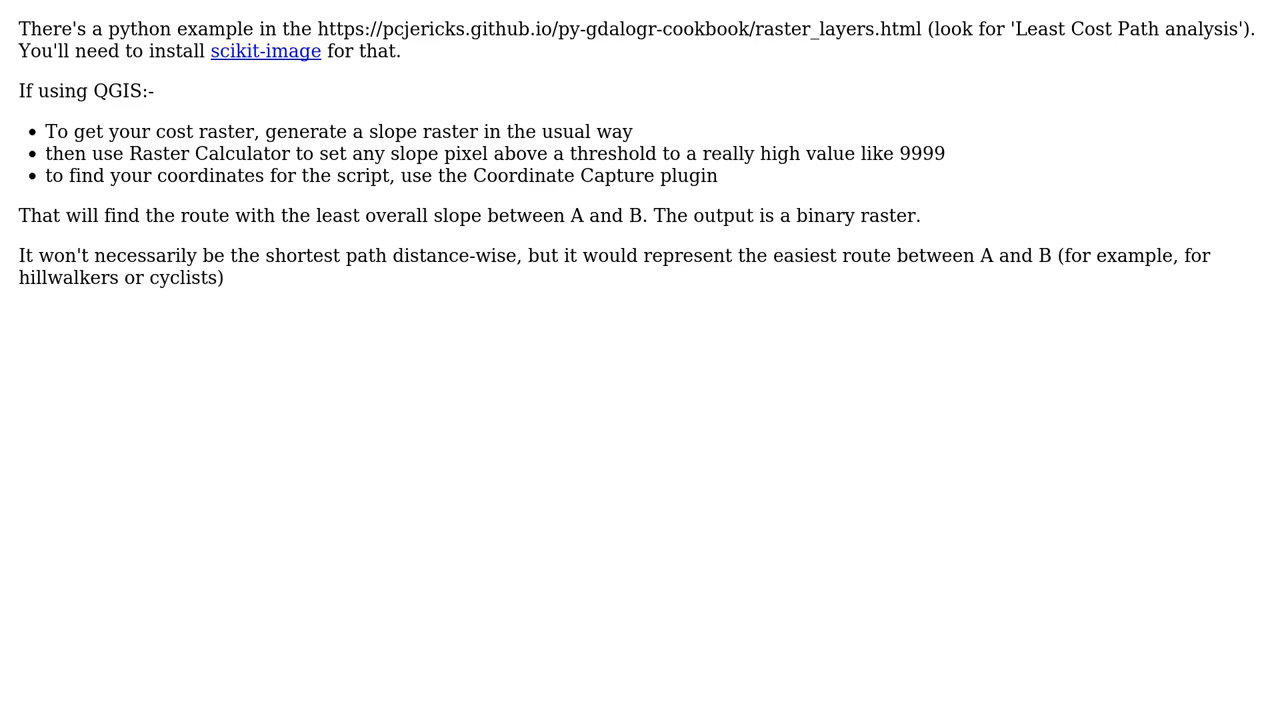 There's a python example in the https://pcjericks.github.io/py-gdalogr-cookbook/raster_layers.html (look for 'Least Cost Path analysis').
You'll need to install scikit-image for that.
If using QGIS:-
• To get your cost raster, generate a slope raster in the usual way
• then use Raster Calculator to set any slope pixel above a threshold to a really high value like 9999
• to find your coordinates for the script, use the Coordinate Capture plugin
That will find the route with the least overall slope between A and B. The output is a binary raster.
It won't necessarily be the shortest path distance-wise, but it would represent the easiest route between A and B (for example, for
hillwalkers or cyclists)